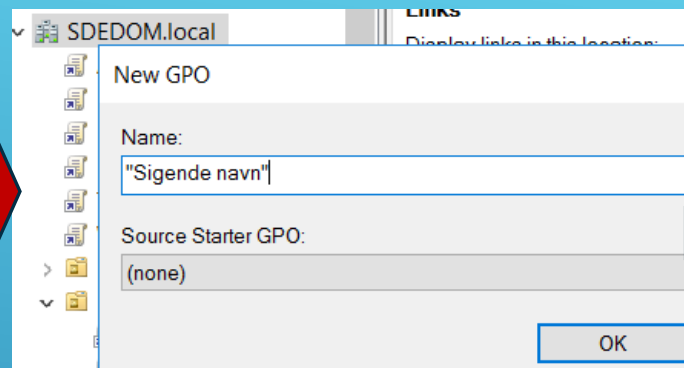 SDEDOM.local
Links
Display links in this location:
New GPO
Name:
"Sigende navn"
Source Starter GPO:
(none)
OK